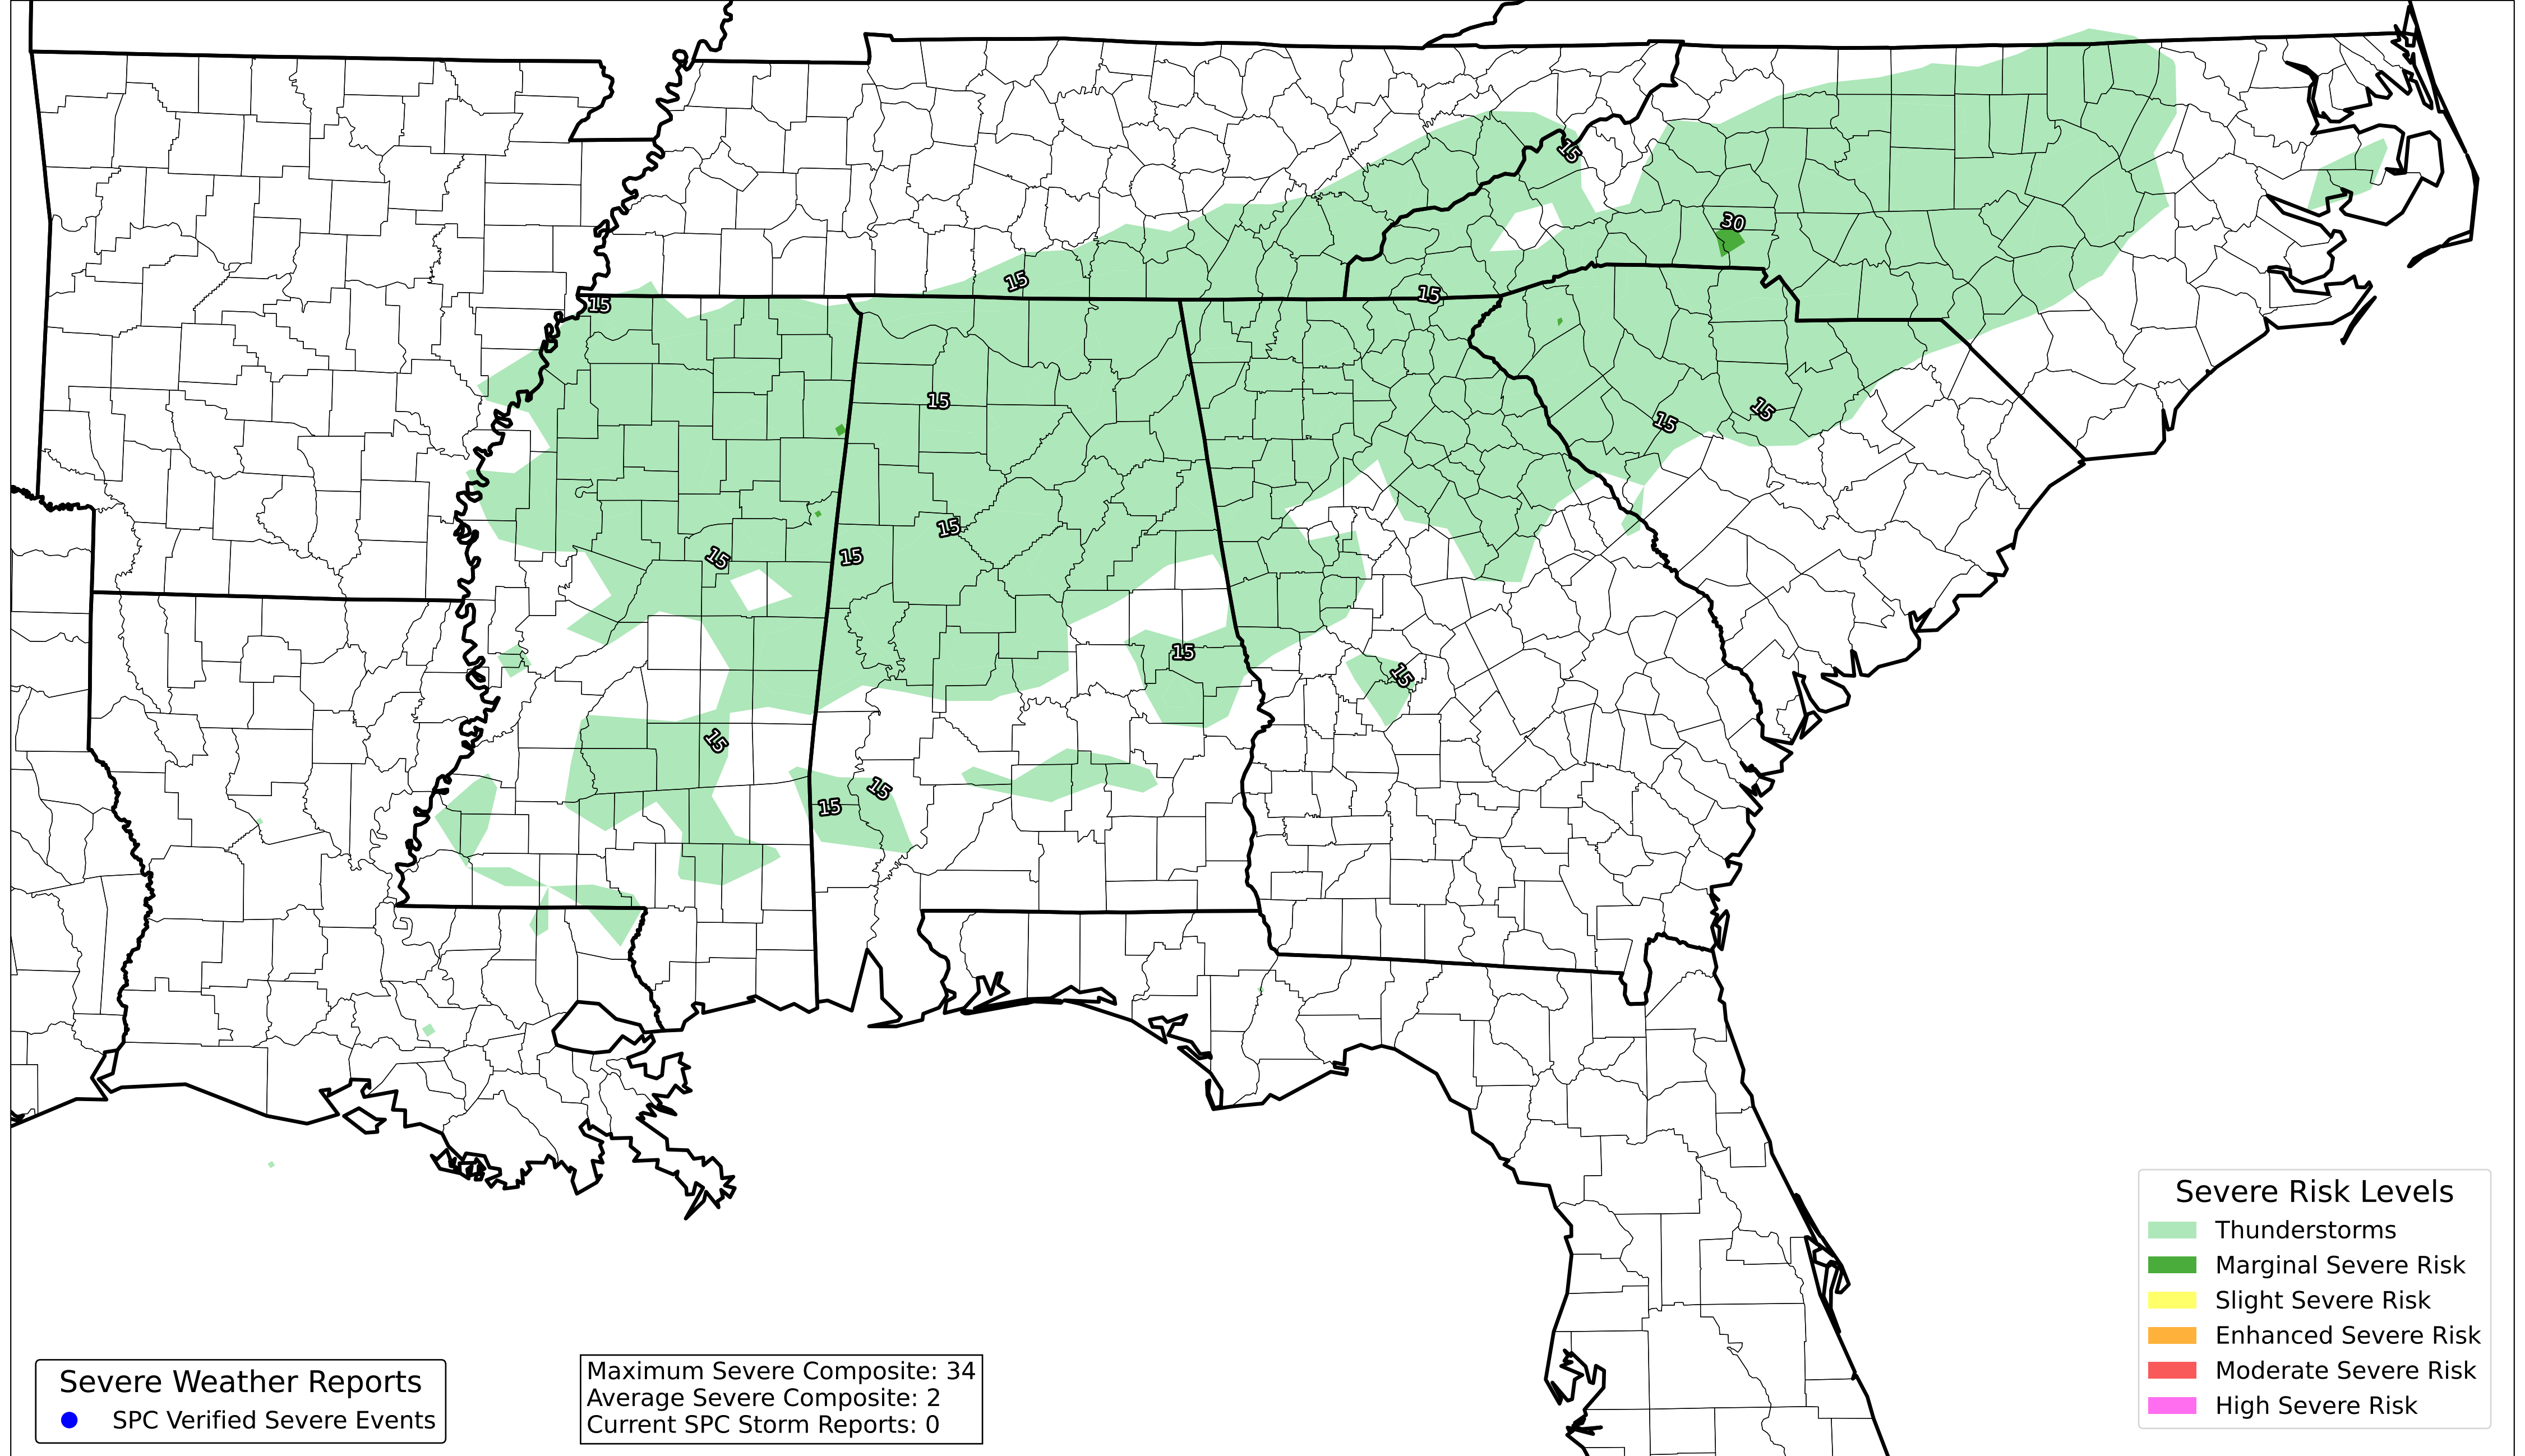 15
30
15
15
15
15
15
15
15
15
15
15
15
15
15
15
Severe Risk Levels
Thunderstorms
Marginal Severe Risk
Slight Severe Risk
Enhanced Severe Risk
Moderate Severe Risk
High Severe Risk
Severe Weather Reports
SPC Verified Severe Events
Maximum Severe Composite: 34
Average Severe Composite: 2
Current SPC Storm Reports: 0